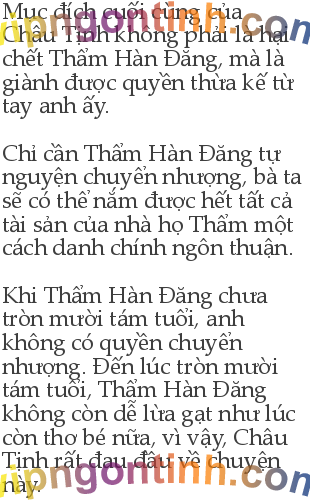 Mục đích cuối cùng của
Châu Tịnh không phải là hại
chết Thẩm Hàn Đăng, mà là
giành được quyền thừa kế từ
tay anh ấy.
Chỉ cần Thẩm Hàn Đăng tự
nguyện chuyển nhượng, bà ta
sẽ có thể nắm được hết tất cả
tài sản của nhà họ Thẩm một
cách danh chính ngôn thuận.
Khi Thẩm Hàn Đăng chưa
tròn mười tám tuổi, anh
không có quyền chuyển
nhượng. Đến lúc tròn mười
tám tuổi, Thẩm Hàn Đăng
không còn dễ lừa gạt như lúc
còn thơ bé nữa, vì vậy, Châu
Tịnh rất đau đầu về chuyện
này.